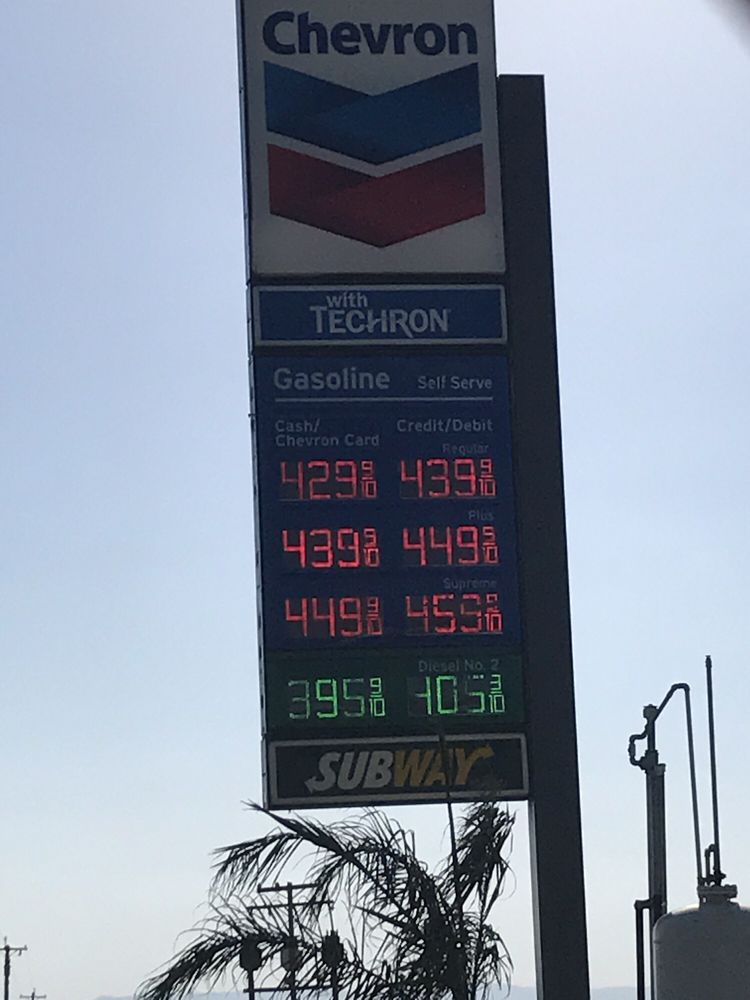 Chevron
with
TECHRON
Gasoline Self Serve
Cash/ Chevron Card Credit/Debit
Regular
429 9/10 439 9/10
Plus
439 9/10 449 9/10
Supreme
449 9/10 459 9/10
Diesel No. 2
395 9/10 405 9/10
SUBWAY